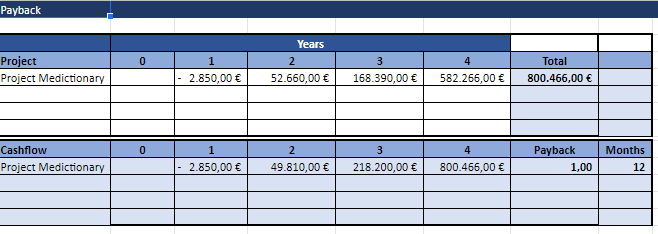 Payback
Years
Project 0 1 2 3 4 Total
Project Medictionary - 2.850,00 € 52.660,00 € 168.390,00 € 582.266,00 € 800.466,00 €
Cashflow 0 1 2 3 4 Payback Months
Project Medictionary - 2.850,00 € 49.810,00 € 218.200,00 € 800.466,00 € 1,00 12